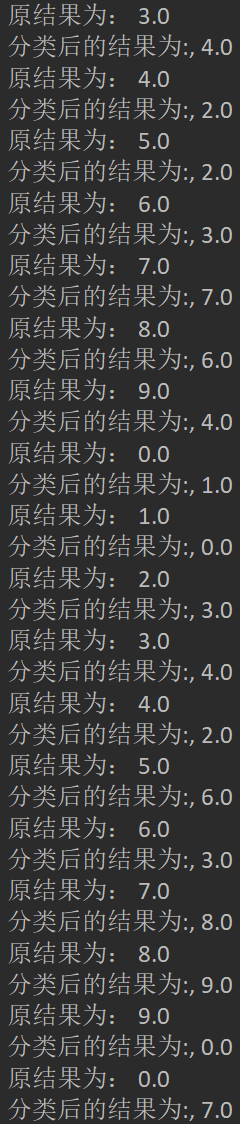 原结果为： 3.0
分类后的结果为:, 4.0
原结果为： 4.0
分类后的结果为:, 2.0
原结果为： 5.0
分类后的结果为:, 2.0
原结果为： 6.0
分类后的结果为:, 3.0
原结果为： 7.0
分类后的结果为:, 7.0
原结果为： 8.0
分类后的结果为:, 6.0
原结果为： 9.0
分类后的结果为:, 4.0
原结果为： 0.0
分类后的结果为:, 1.0
原结果为： 1.0
分类后的结果为:, 0.0
原结果为： 2.0
分类后的结果为:, 3.0
原结果为： 3.0
分类后的结果为:, 4.0
原结果为： 4.0
分类后的结果为:, 2.0
原结果为： 5.0
分类后的结果为:, 6.0
原结果为： 6.0
分类后的结果为:, 3.0
原结果为： 7.0
分类后的结果为:, 8.0
原结果为： 8.0
分类后的结果为:, 9.0
原结果为： 9.0
分类后的结果为:, 0.0
原结果为： 0.0
分类后的结果为:, 7.0